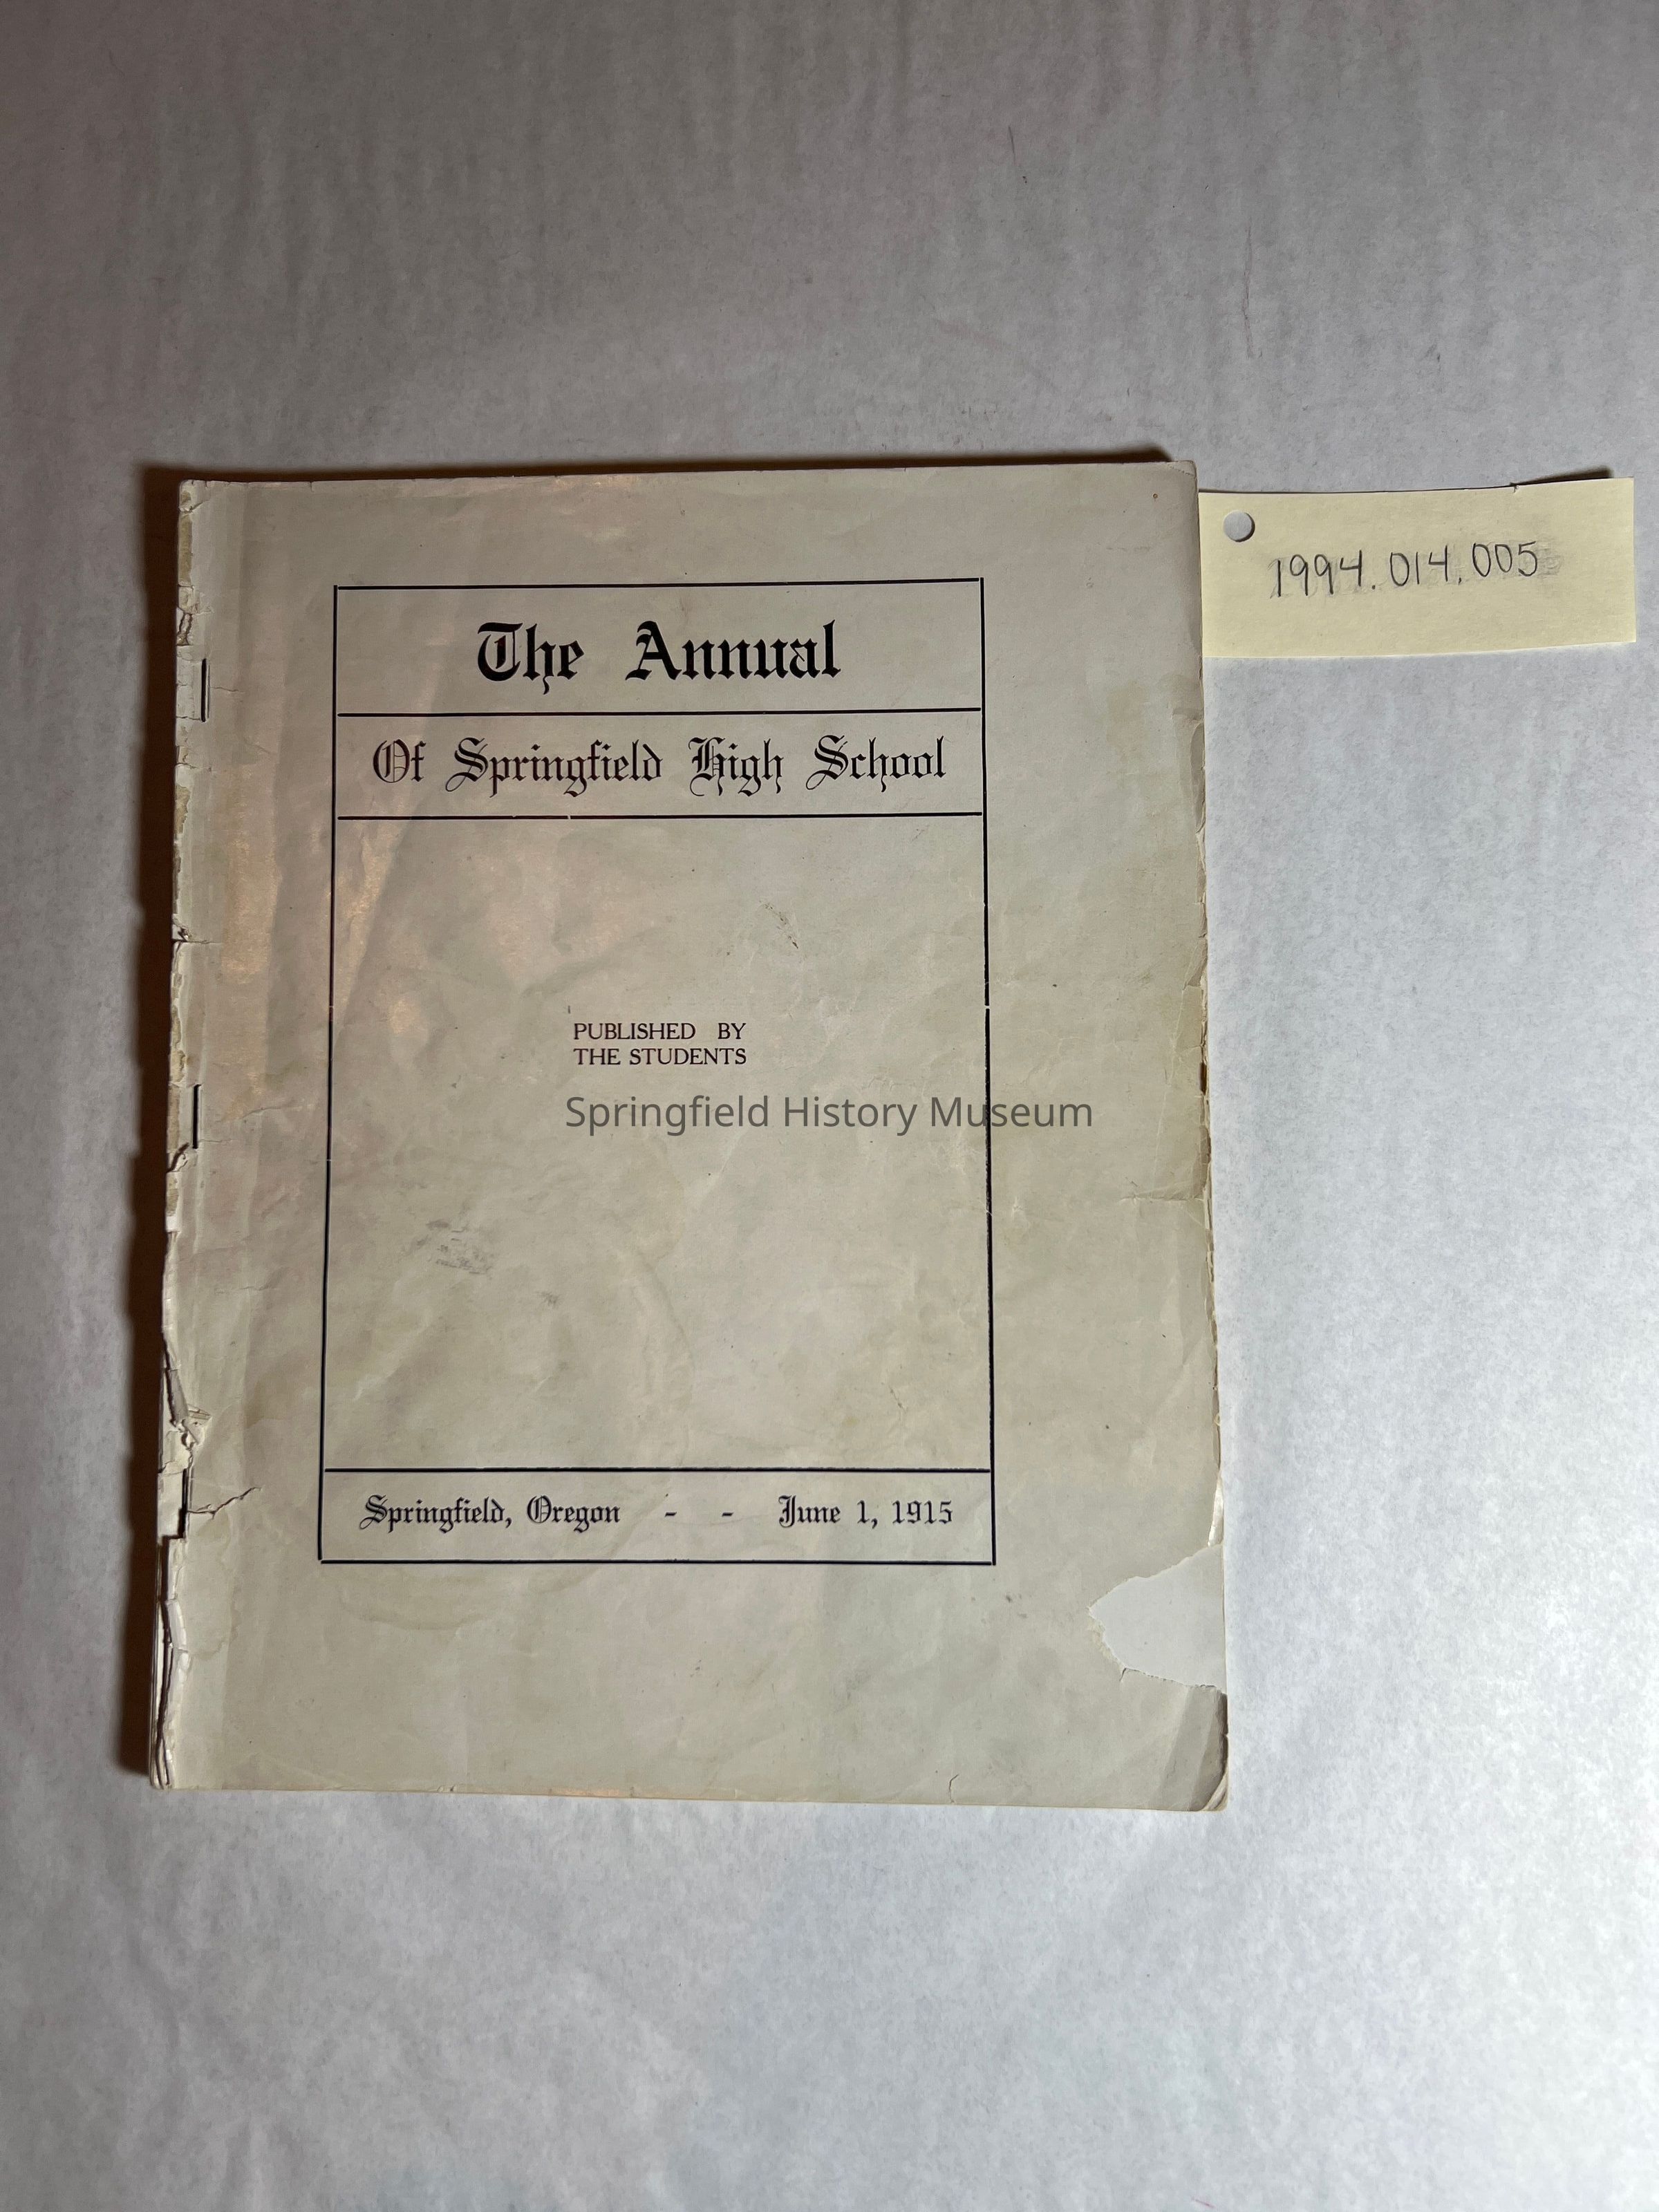 1994.014.005
The Annual
Of Springfield High School
PUBLISHED BY
THE STUDENTS
Springfield History Museum
Springfield, Oregon - - June 1, 1915